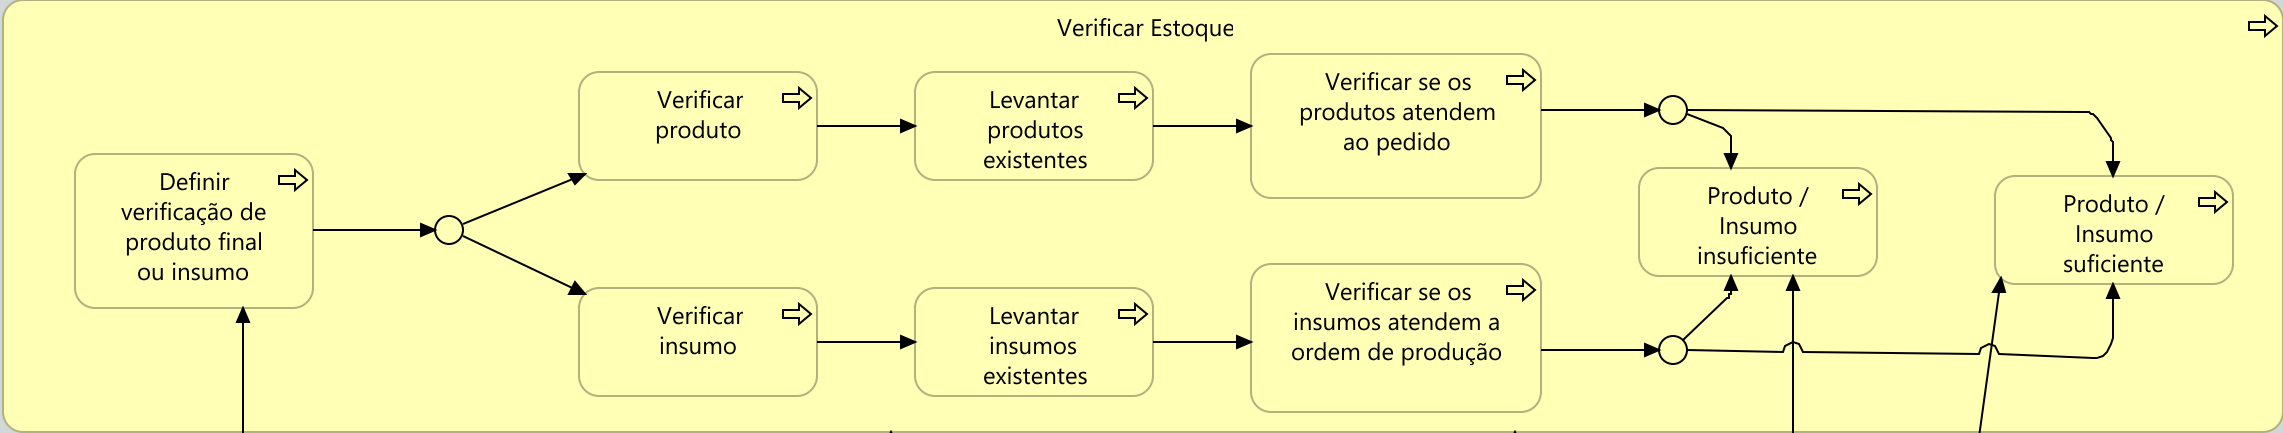 Verificar Estoque
Definir
verificação de
produto final
ou insumo
Verificar
produto
Levantar
produtos
existentes
Verificar se os
produtos atendem
ao pedido
Verificar
insumo
Levantar
insumos
existentes
Verificar se os
insumos atendem a
ordem de produção
Produto /
Insumo
insuficiente
Produto /
Insumo
suficiente